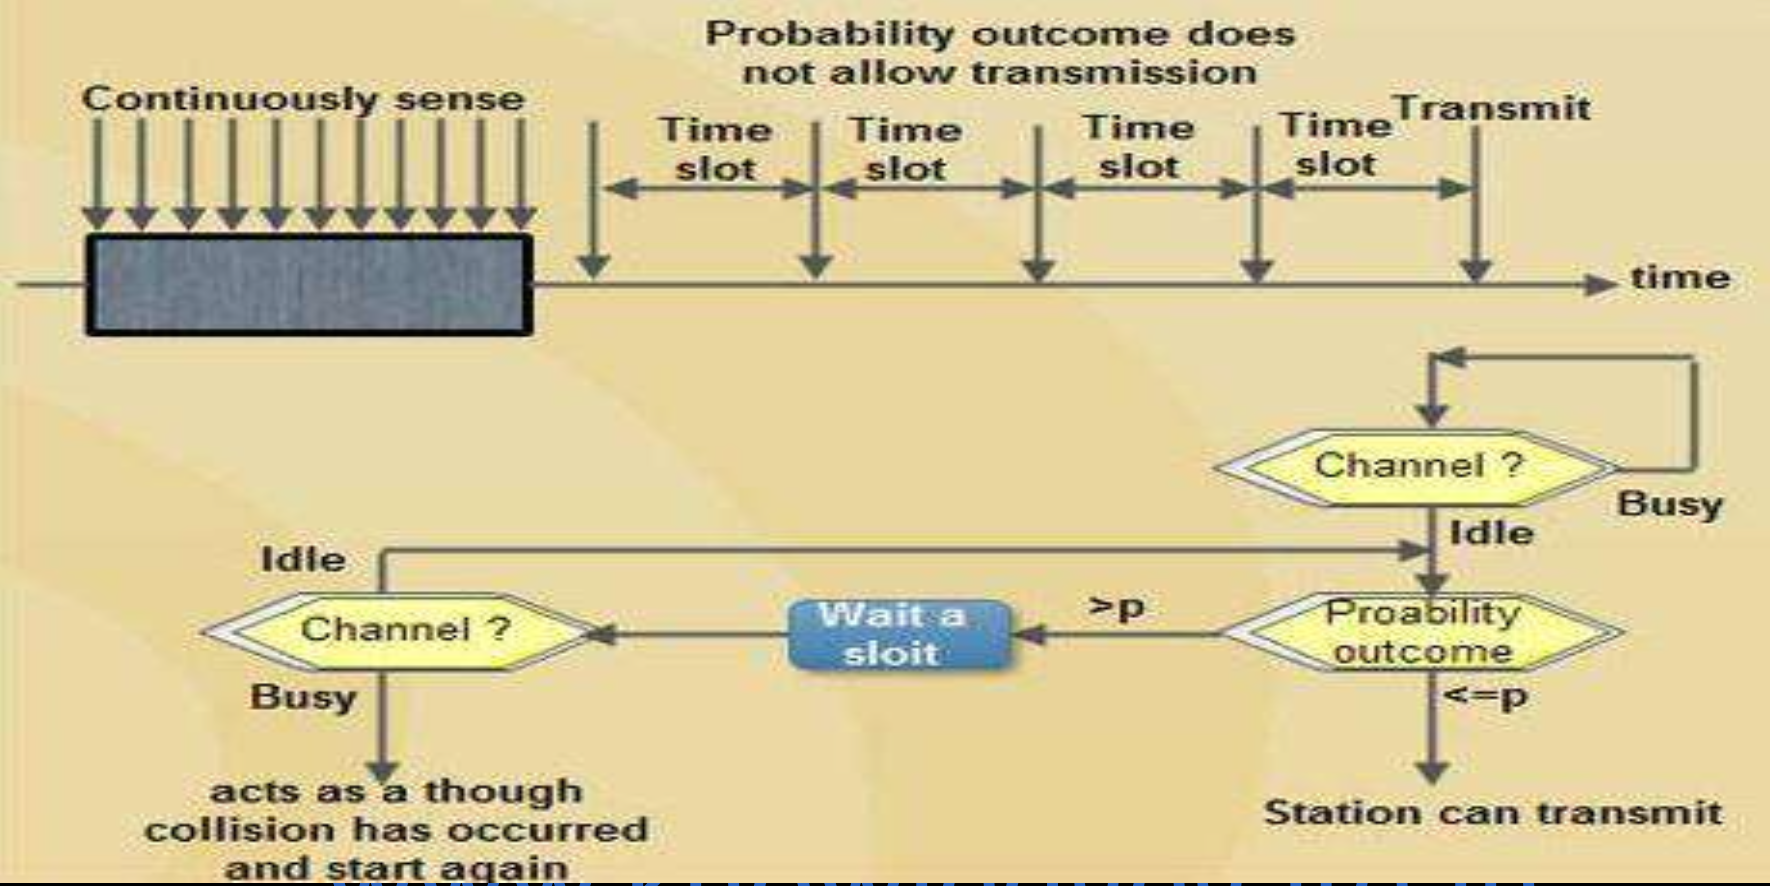 Probability outcome does
not allow transmission
Continuously sense
Time
slot
Time
slot
Time
slot
Time
slot
Transmit
time
Channel ?
Busy
Idle
Proability
outcome
>p
<=p
Wait a
sloit
Idle
Channel ?
Busy
acts as a though
collision has occurred
and start again
Station can transmit